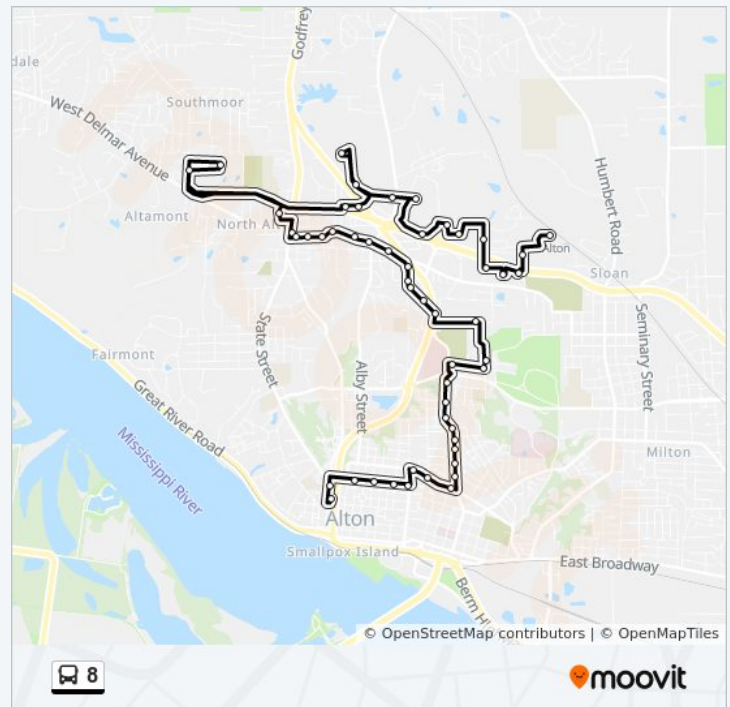 Godfrey
dale
Southmoor
West Delmar Avenue
Humbert Road
Altamont
North Al
Alton
Sloan
Seminary Street
State Street
Fairmont
Alby Street
Great River Road
Mississippi River
Milton
Alton
Smallpox Island
East Broadway
Berm H
© OpenStreetMap contributors | © OpenMapTiles
8
moovit